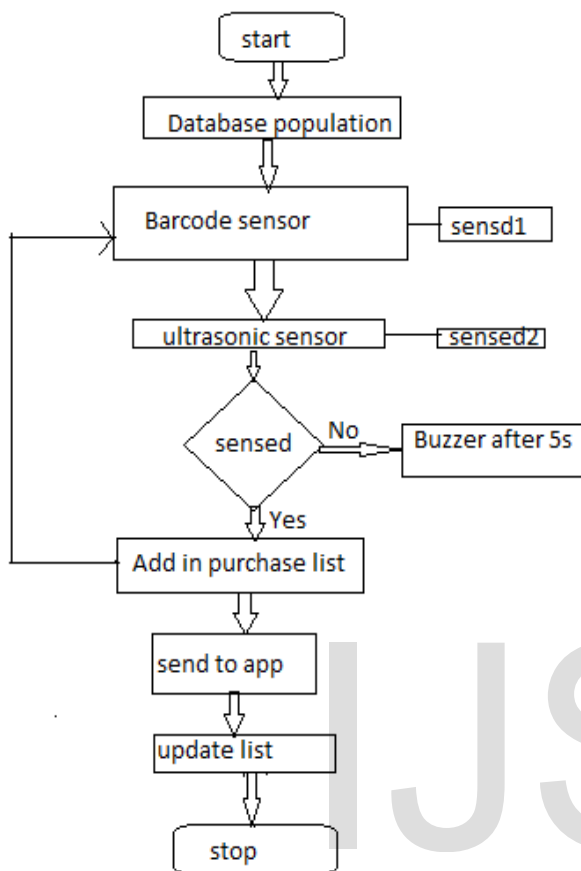 start
Database population
Barcode sensor
sensd1
ultrasonic sensor
sensed2
sensed
No
Buzzer after 5s
Yes
Add in purchase list
send to app
update list
stop
IJS